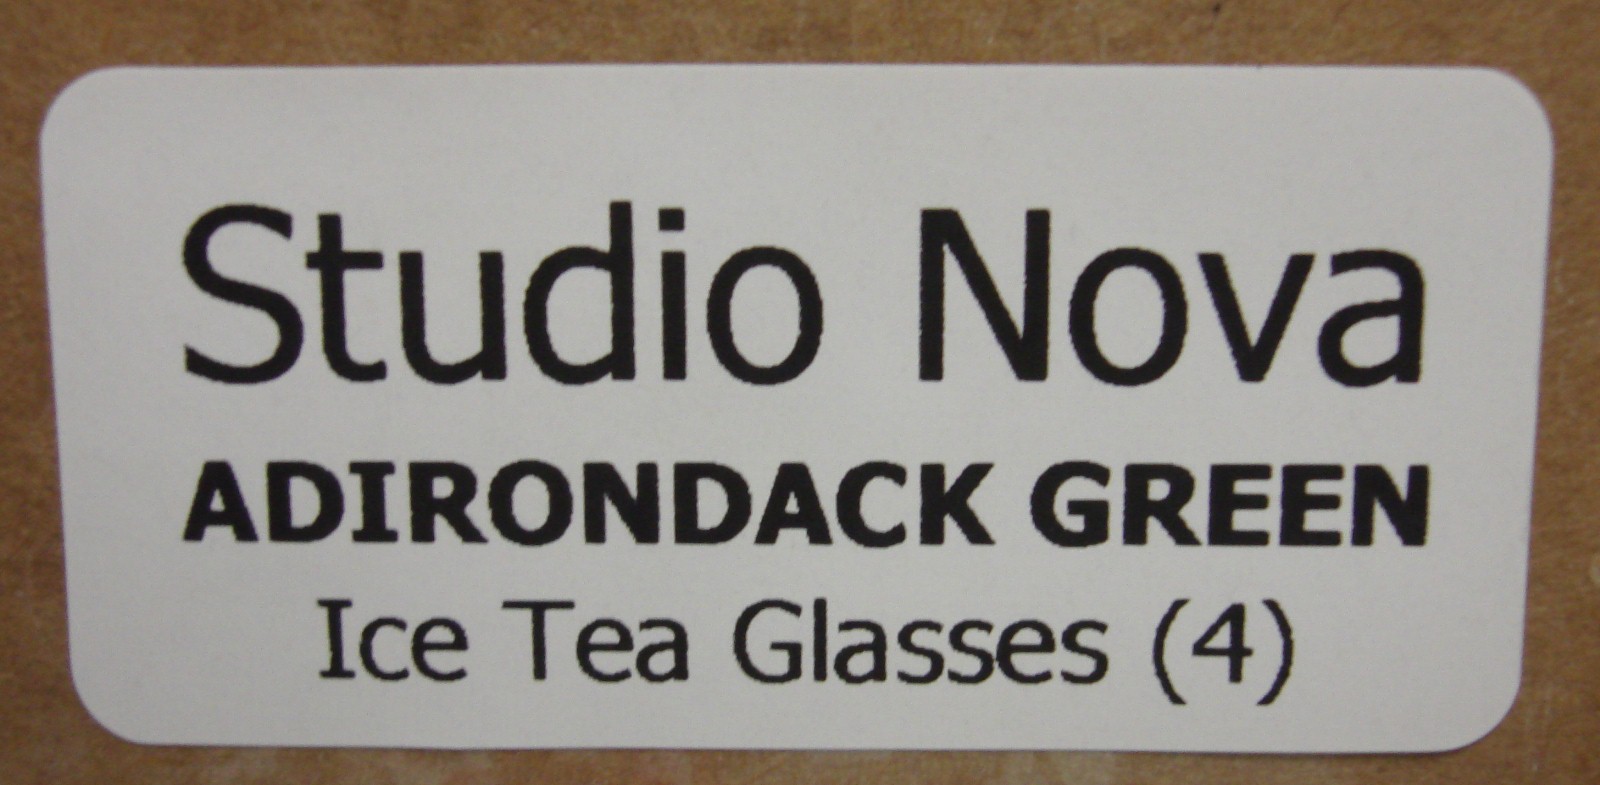 Studio Nova
ADIRONDACK GREEN
Ice Tea Glasses (4)